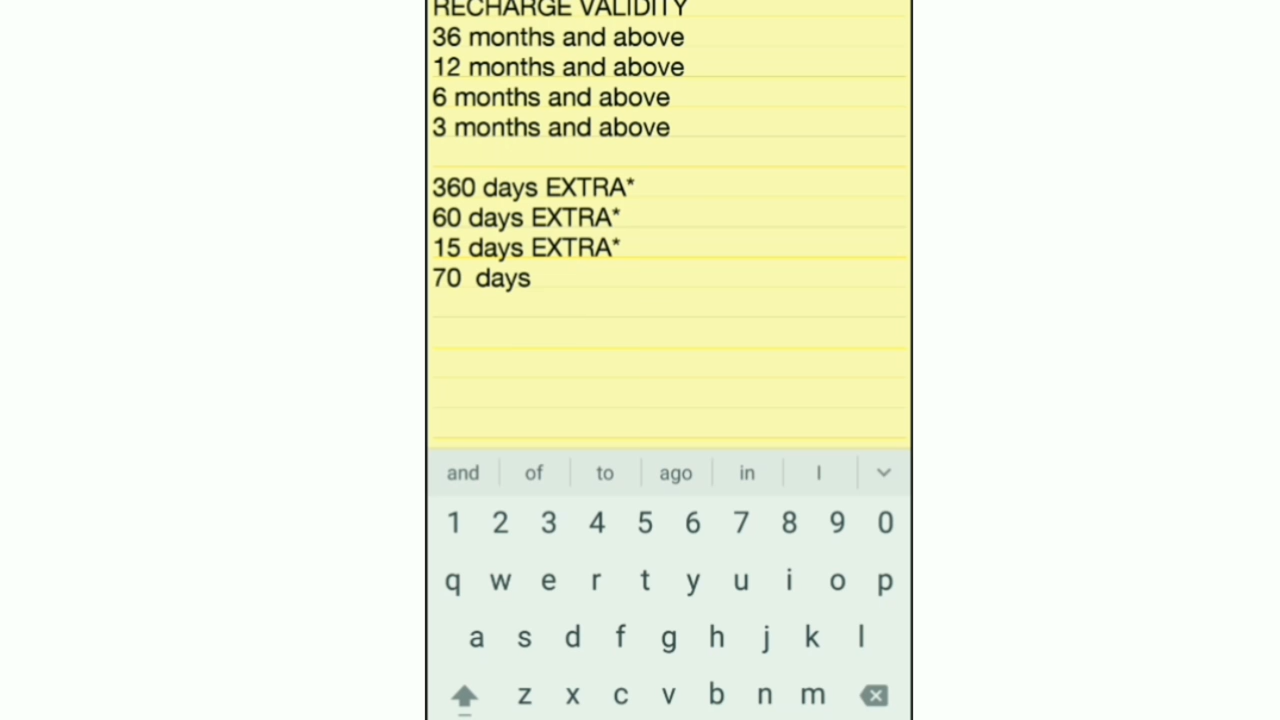 RECHARGE VALIDITY
36 months and above
12 months and above
6 months and above
3 months and above
360 days EXTRA*
60 days EXTRA*
15 days EXTRA*
70  days
and of to ago in I
1 2 3 4 5 6 7 8 9 0
q w e r t y u i o p
a s d f g h j k l
z x c v b n m